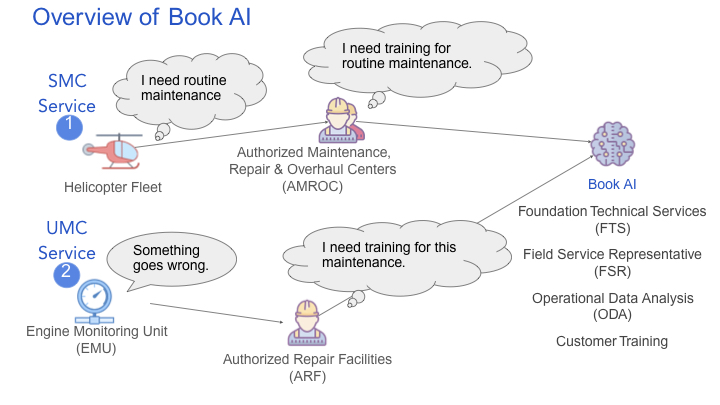 Overview of Book AI
SMC
Service
1
I need routine
maintenance
I need training for
routine maintenance.
Helicopter Fleet
Authorized Maintenance,
Repair & Overhaul Centers
(AMROC)
Book AI
Foundation Technical Services
(FTS)
Field Service Representative
(FSR)
Operational Data Analysis
(ODA)
Customer Training
UMC
Service
2
Something
goes wrong.
I need training for this
maintenance.
Engine Monitoring Unit
(EMU)
Authorized Repair Facilities
(ARF)